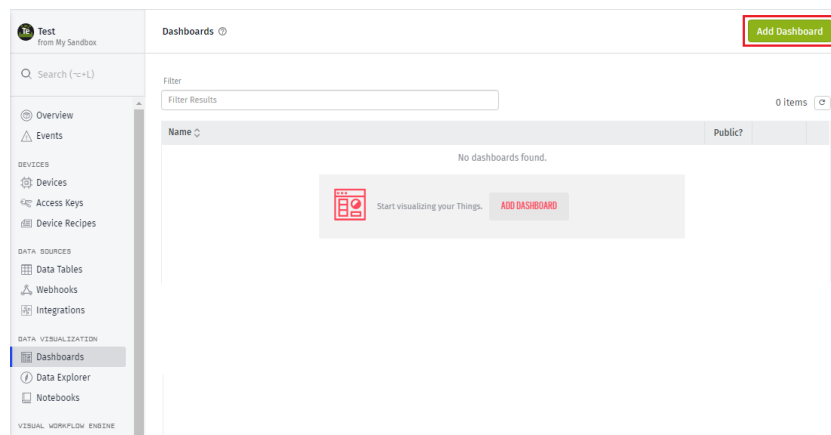 Te Test
from My Sandbox
Search (⌥+L)
Overview
Events
DEVICES
Devices
Access Keys
Device Recipes
DATA SOURCES
Data Tables
Webhooks
Integrations
DATA VISUALIZATION
Dashboards
Data Explorer
Notebooks
VISUAL WORKFLOW ENGINE
Dashboards
Add Dashboard
Filter
Filter Results
0 items
Name Public?
No dashboards found.
Start visualizing your Things. ADD DASHBOARD